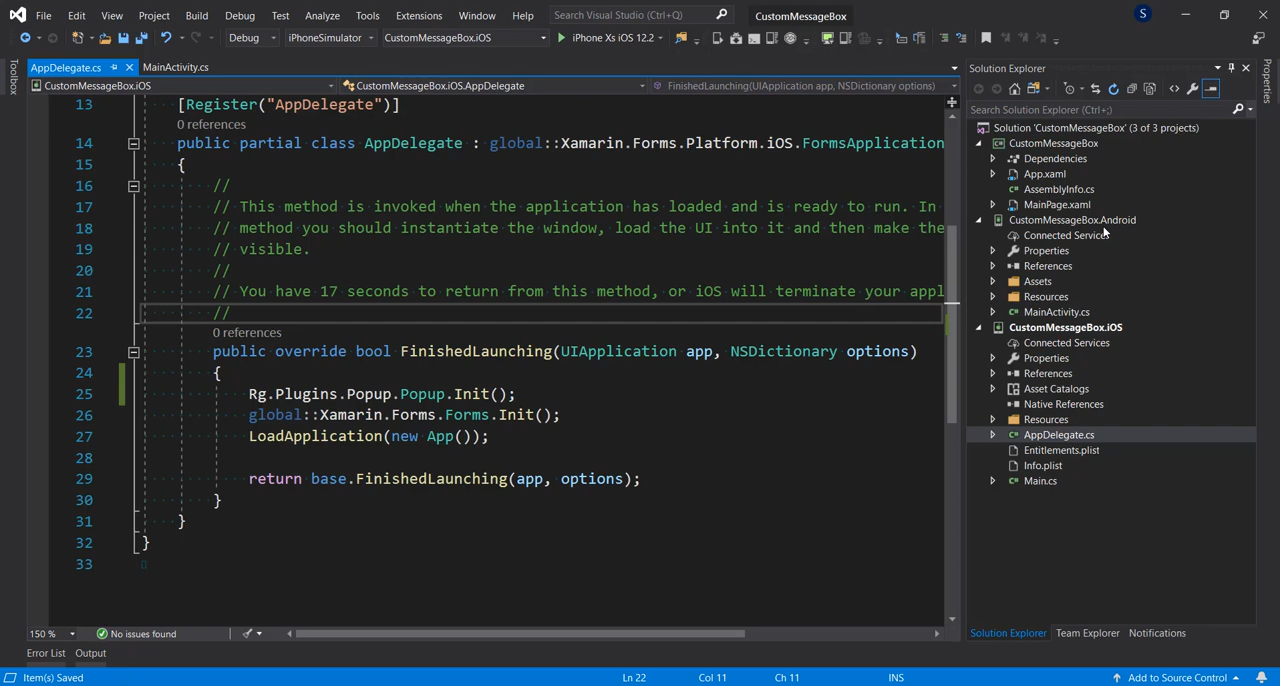 File Edit View Project Build Debug Test Analyze Tools Extensions Window Help Search Visual Studio (Ctrl+Q) CustomMessageBox S
Debug iPhoneSimulator CustomMessageBox.iOS iPhone Xs iOS 12.2
Toolbox
AppDelegate.cs MainActivity.cs
CustomMessageBox.iOS CustomMessageBox.iOS.AppDelegate FinishedLaunching(UIApplication app, NSDictionary options)
13 [Register("AppDelegate")]
0 references
14 public partial class AppDelegate : global::Xamarin.Forms.Platform.iOS.FormsApplication
15 {
16 //
17 // This method is invoked when the application has loaded and is ready to run. In
18 // method you should instantiate the window, load the UI into it and then make the
19 // visible.
20 //
21 // You have 17 seconds to return from this method, or iOS will terminate your appl
22 //
0 references
23 public override bool FinishedLaunching(UIApplication app, NSDictionary options)
24 {
25 Rg.Plugins.Popup.Popup.Init();
26 global::Xamarin.Forms.Forms.Init();
27 LoadApplication(new App());
28
29 return base.FinishedLaunching(app, options);
30 }
31 }
32 }
33
150 % No issues found
Error List Output
Item(s) Saved Ln 22 Col 11 Ch 11 INS Add to Source Control
Solution Explorer
Search Solution Explorer (Ctrl+;)
Solution 'CustomMessageBox' (3 of 3 projects)
CustomMessageBox
Dependencies
App.xaml
AssemblyInfo.cs
MainPage.xaml
CustomMessageBox.Android
Connected Services
Properties
References
Assets
Resources
MainActivity.cs
CustomMessageBox.iOS
Connected Services
Properties
References
Asset Catalogs
Native References
Resources
AppDelegate.cs
Entitlements.plist
Info.plist
Main.cs
Solution Explorer Team Explorer Notifications
Properties